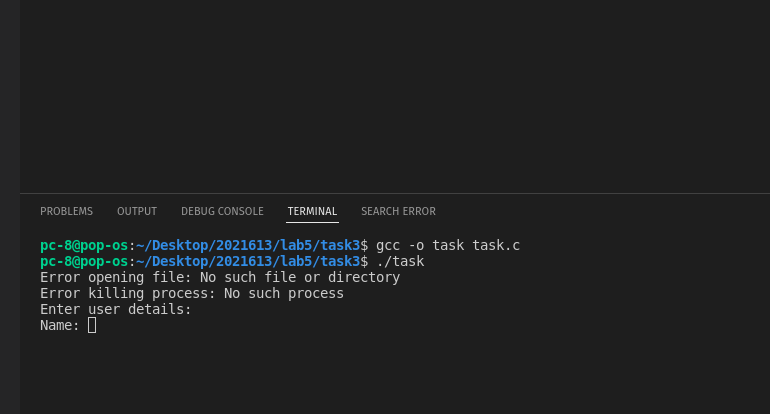 PROBLEMS OUTPUT DEBUG CONSOLE TERMINAL SEARCH ERROR
pc-8@pop-os:~/Desktop/2021613/lab5/task3$ gcc -o task task.c
pc-8@pop-os:~/Desktop/2021613/lab5/task3$ ./task
Error opening file: No such file or directory
Error killing process: No such process
Enter user details:
Name: